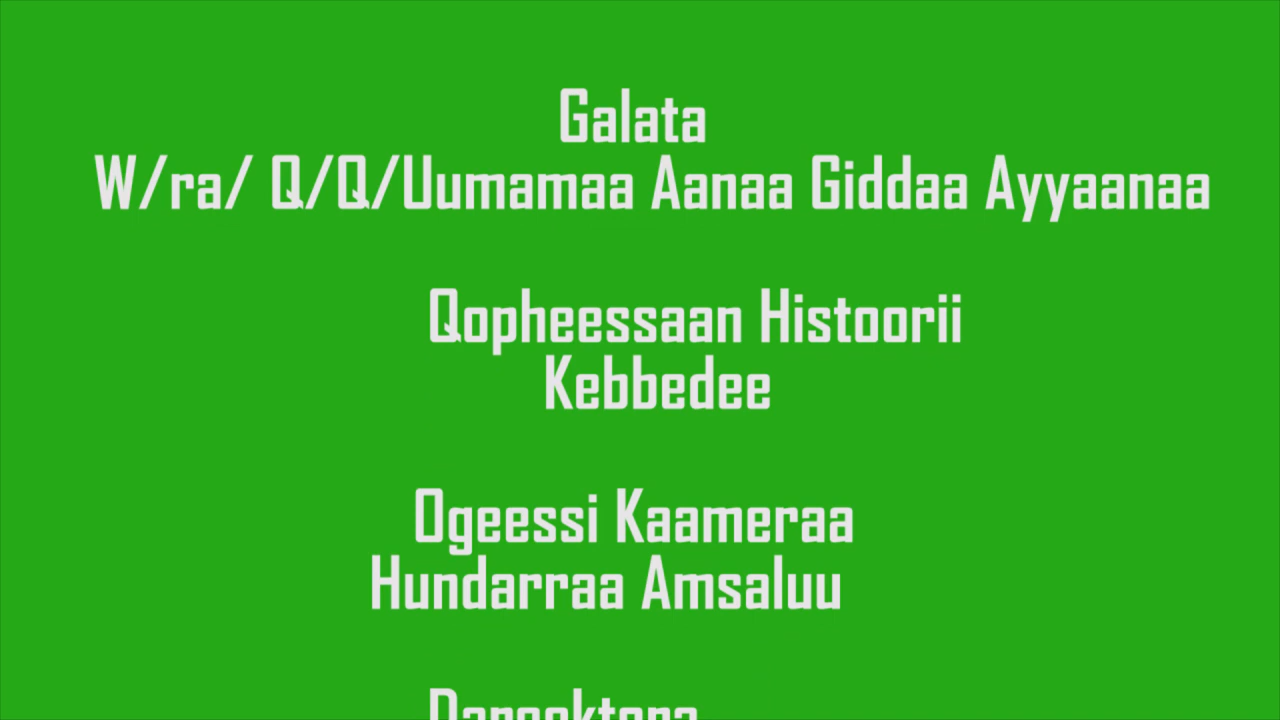 Galata
W/ra/ Q/Q/Uumamaa Aanaa Giddaa Ayyaanaa
Qopheessaan Histoorii
Kebbedee
Ogeessi Kaameraa
Hundarraa Amsaluu